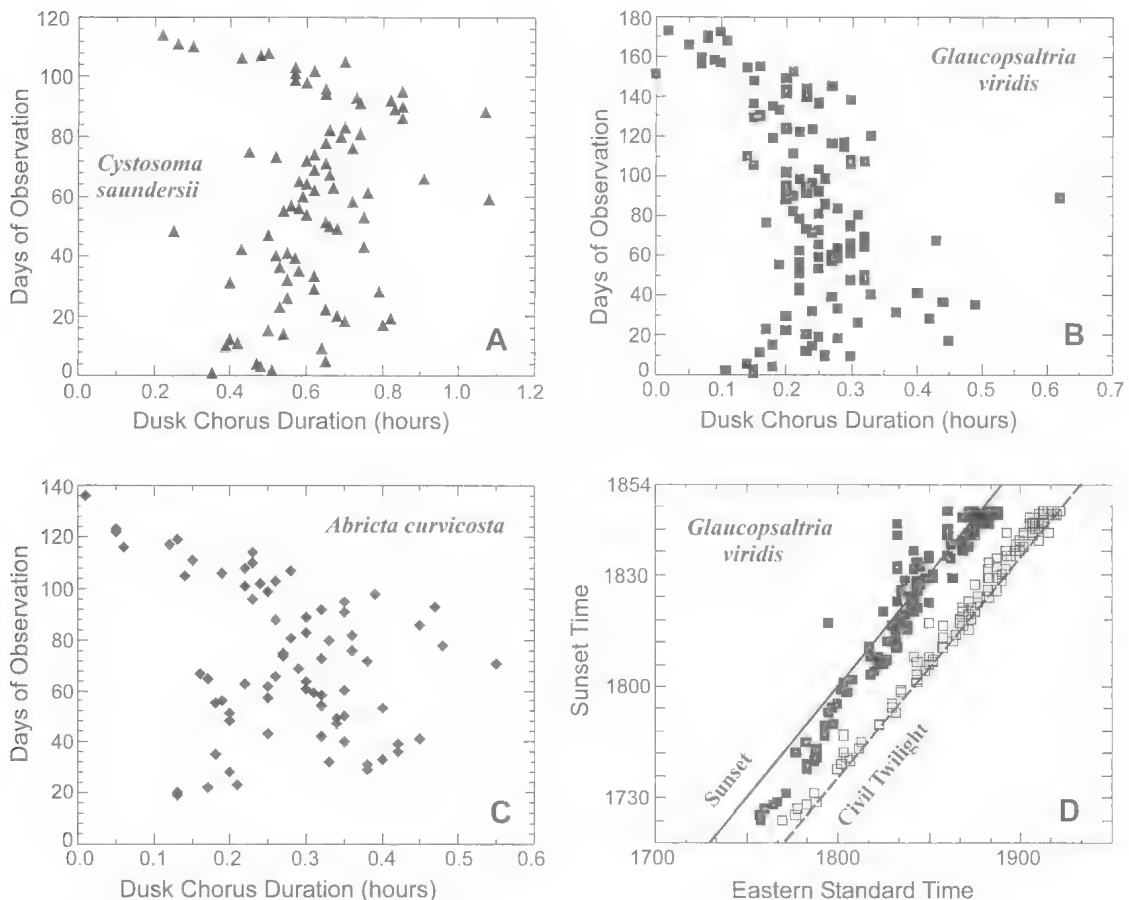 120
100
80
60
40
20
0
Days of Observation
Cystosoma
saundersii
A
0.0 0.2 0.4 0.6 0.8 1.0 1.2
Dusk Chorus Duration (hours)
180
160
140
120
100
80
60
40
20
0
Days of Observation
Glaucopsaltria
viridis
B
0.0 0.1 0.2 0.3 0.4 0.5 0.6 0.7
Dusk Chorus Duration (hours)
140
120
100
80
60
40
20
0
Days of Observation
Abricta curvicosta
C
0.0 0.1 0.2 0.3 0.4 0.5 0.6
Dusk Chorus Duration (hours)
1854
1830
1800
1730
Sunset Time
Glaucopsaltria
viridis
Sunset
Civil Twilight
D
1700 1800 1900
Eastern Standard Time